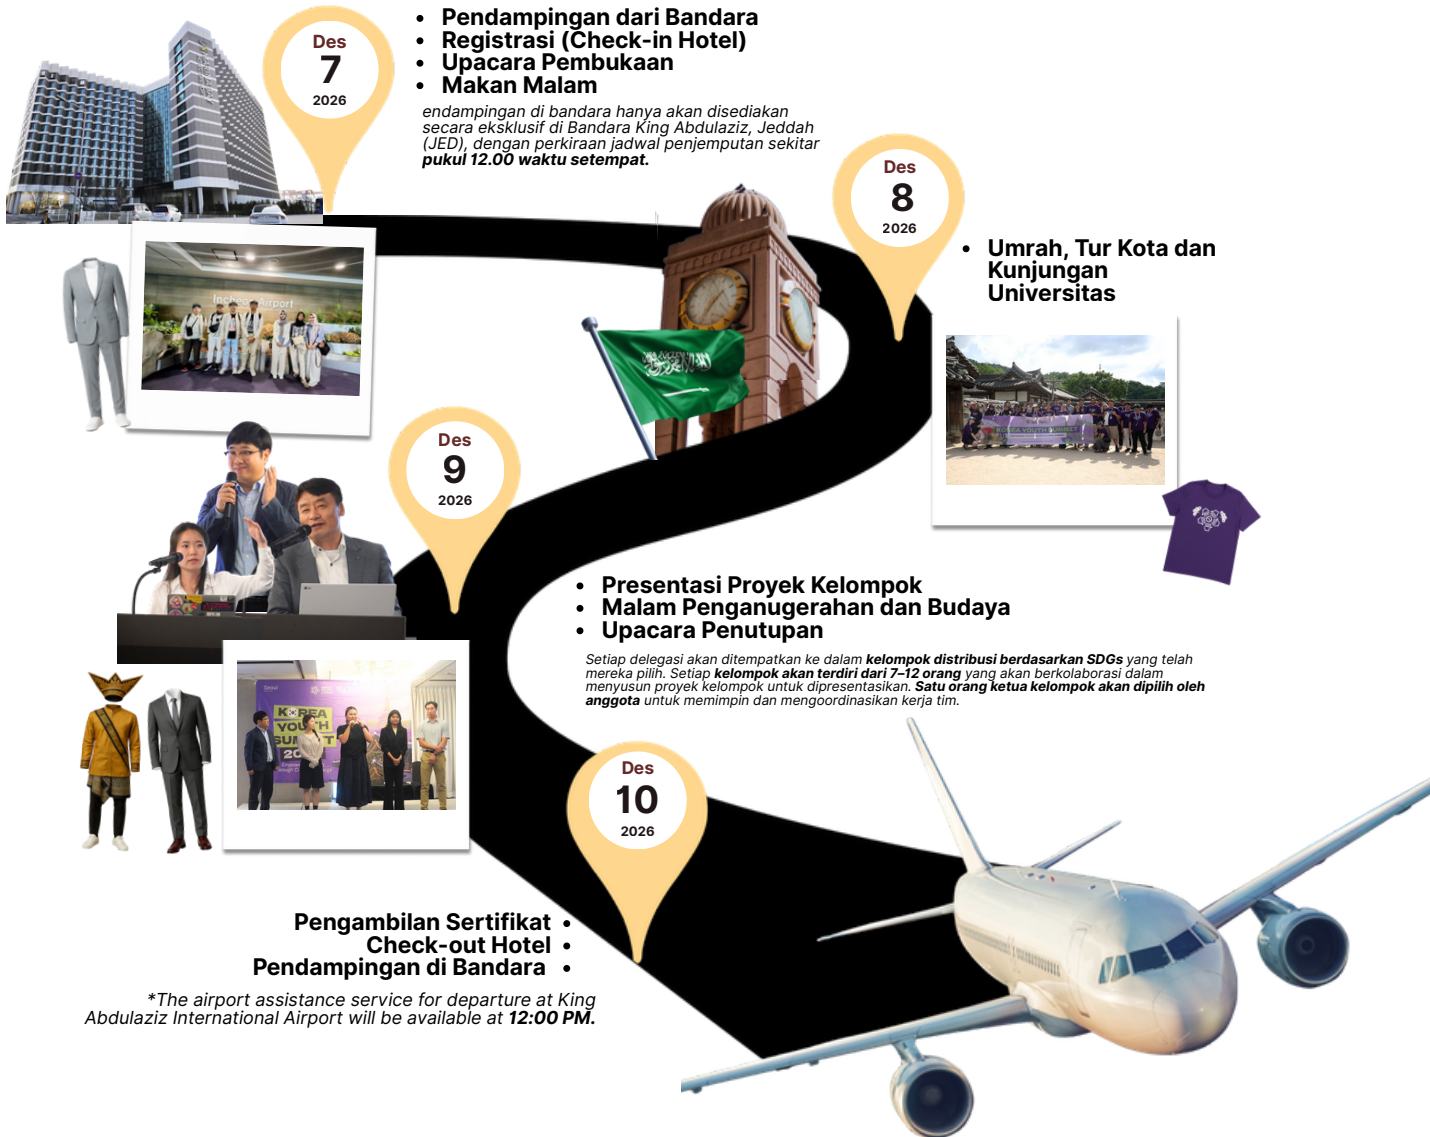 Des
7
2026
• Pendampingan dari Bandara
• Registrasi (Check-in Hotel)
• Upacara Pembukaan
• Makan Malam
endampingan di bandara hanya akan disediakan
secara eksklusif di Bandara King Abdulaziz, Jeddah
(JED), dengan perkiraan jadwal penjemputan sekitar
pukul 12.00 waktu setempat.
Des
8
2026
• Umrah, Tur Kota dan
Kunjungan
Universitas
Incheon Airport
KOREA YOUTH SUMMIT
Des
9
2026
• Presentasi Proyek Kelompok
• Malam Penganugerahan dan Budaya
• Upacara Penutupan
Setiap delegasi akan ditempatkan ke dalam kelompok distribusi berdasarkan SDGs yang telah
mereka pilih. Setiap kelompok akan terdiri dari 7–12 orang yang akan berkolaborasi dalam
menyusun proyek kelompok untuk dipresentasikan. Satu orang ketua kelompok akan dipilih oleh
anggota untuk memimpin dan mengoordinasikan kerja tim.
Seoul
KOREA
YOUTH
SUMMIT
Des
10
2026
Pengambilan Sertifikat •
Check-out Hotel •
Pendampingan di Bandara •
*The airport assistance service for departure at King
Abdulaziz International Airport will be available at 12:00 PM.